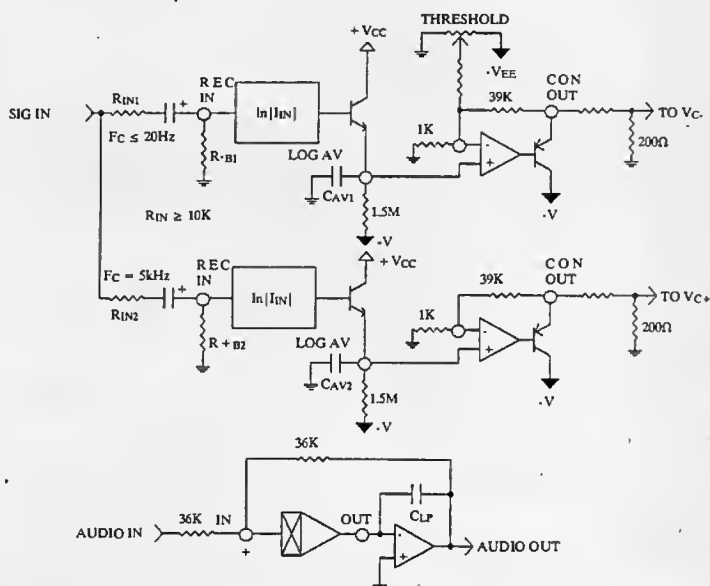 THRESHOLD
+ VCC
-VEE
CON
OUT
REC
IN
RIN1
SIG IN
ln|IIN|
39K
TO VC-
FC ≤ 20Hz
1K
-
+
200Ω
R-B1
LOG AV
CAV1
-V
RIN ≥ 10K
1.5M
-V
+ VCC
FC = 5kHz
REC
IN
CON
OUT
39K
RIN2
ln|IIN|
1K
TO VC+
-
+
200Ω
R+B2
LOG AV
CAV2
-V
1.5M
-V
36K
CLP
36K
IN
OUT
AUDIO IN
+
-
+
AUDIO OUT